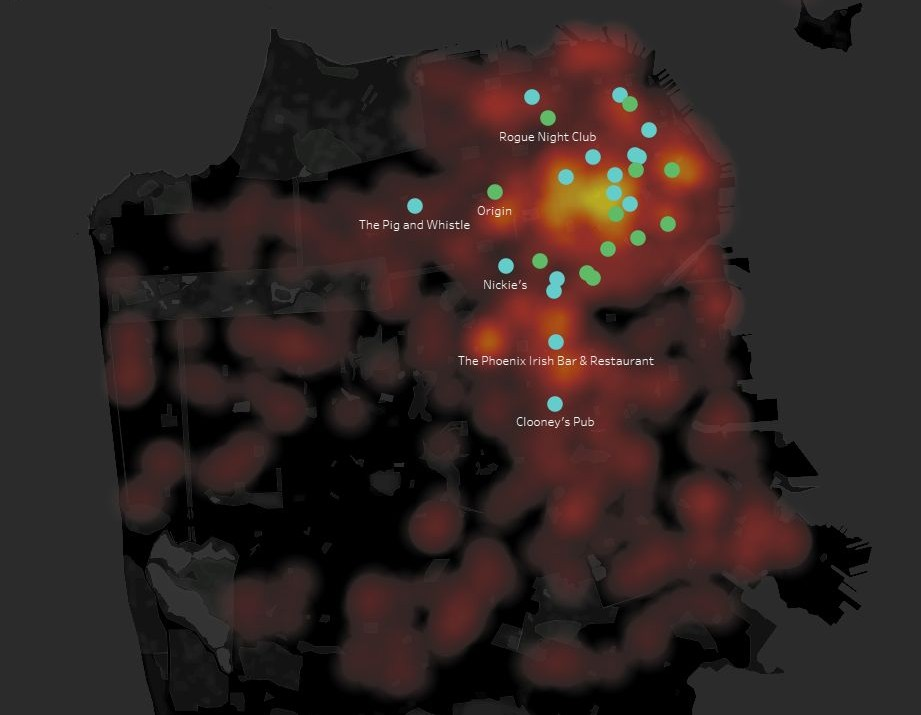 Rogue Night Club
Origin
The Pig and Whistle
Nickie's
The Phoenix Irish Bar & Restaurant
Clooney's Pub